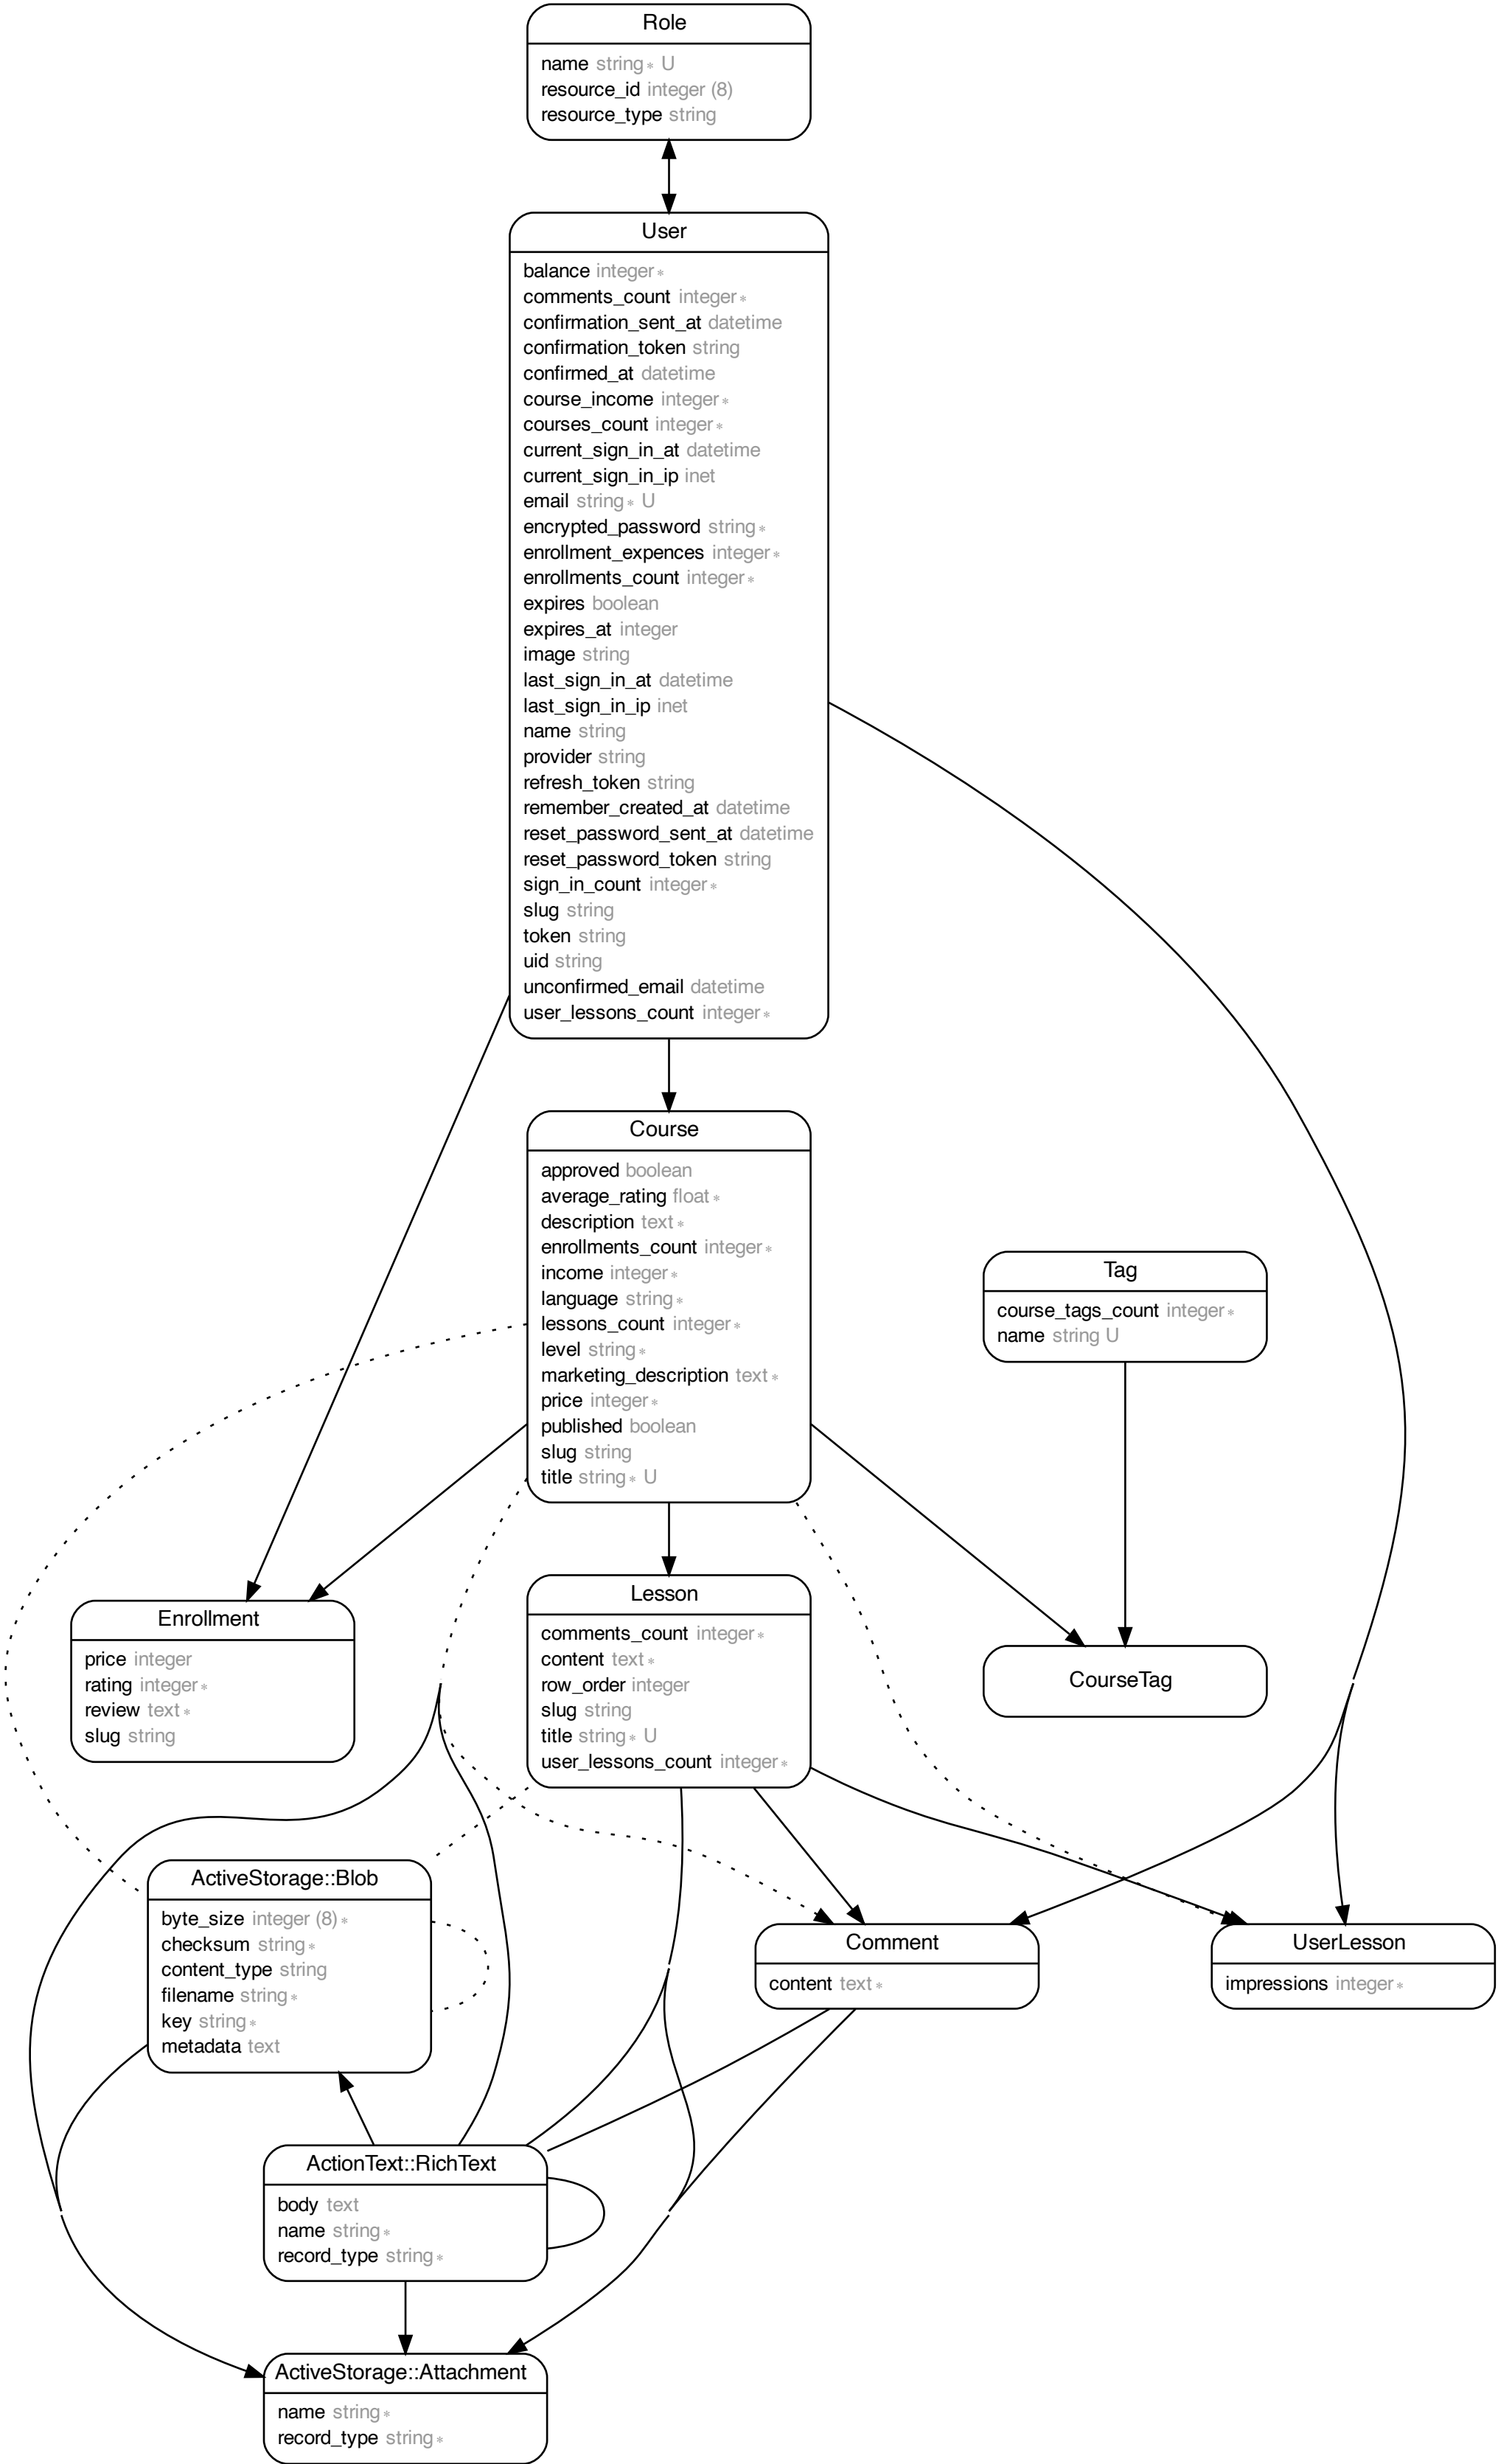 Role
name string∗ U
resource_id integer (8)
resource_type string
User
balance integer∗
comments_count integer∗
confirmation_sent_at datetime
confirmation_token string
confirmed_at datetime
course_income integer∗
courses_count integer∗
current_sign_in_at datetime
current_sign_in_ip inet
email string∗ U
encrypted_password string∗
enrollment_expences integer∗
enrollments_count integer∗
expires boolean
expires_at integer
image string
last_sign_in_at datetime
last_sign_in_ip inet
name string
provider string
refresh_token string
remember_created_at datetime
reset_password_sent_at datetime
reset_password_token string
sign_in_count integer∗
slug string
token string
uid string
unconfirmed_email datetime
user_lessons_count integer∗
Course
approved boolean
average_rating float∗
description text∗
enrollments_count integer∗
income integer∗
language string∗
lessons_count integer∗
level string∗
marketing_description text∗
price integer∗
published boolean
slug string
title string∗ U
Tag
course_tags_count integer∗
name string U
Enrollment
price integer
rating integer∗
review text∗
slug string
Lesson
comments_count integer∗
content text∗
row_order integer
slug string
title string∗ U
user_lessons_count integer∗
CourseTag
ActiveStorage::Blob
byte_size integer (8)∗
checksum string∗
content_type string
filename string∗
key string∗
metadata text
Comment
content text∗
UserLesson
impressions integer∗
ActionText::RichText
body text
name string∗
record_type string∗
ActiveStorage::Attachment
name string∗
record_type string∗